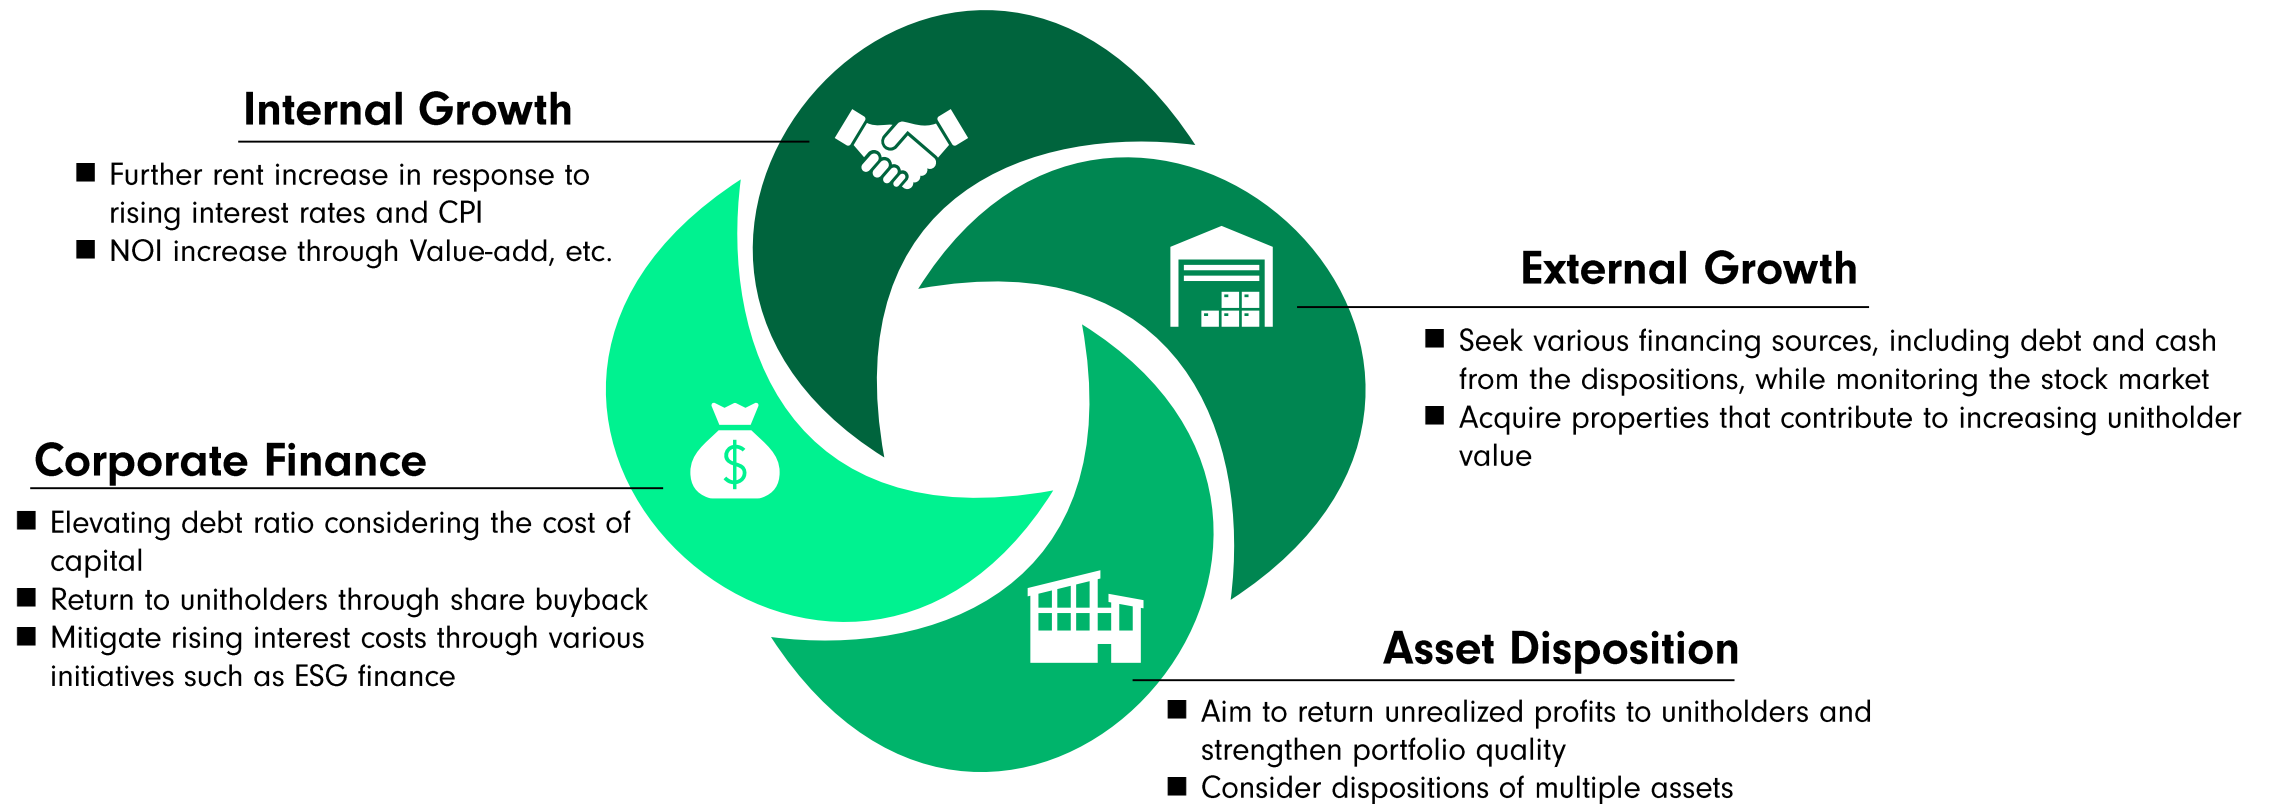 Internal Growth
■ Further rent increase in response to
rising interest rates and CPI
■ NOI increase through Value-add, etc.
External Growth
■ Seek various financing sources, including debt and cash
from the dispositions, while monitoring the stock market
■ Acquire properties that contribute to increasing unitholder
value
Corporate Finance
■ Elevating debt ratio considering the cost of
capital
■ Return to unitholders through share buyback
■ Mitigate rising interest costs through various
initiatives such as ESG finance
$
Asset Disposition
■ Aim to return unrealized profits to unitholders and
strengthen portfolio quality
■ Consider dispositions of multiple assets